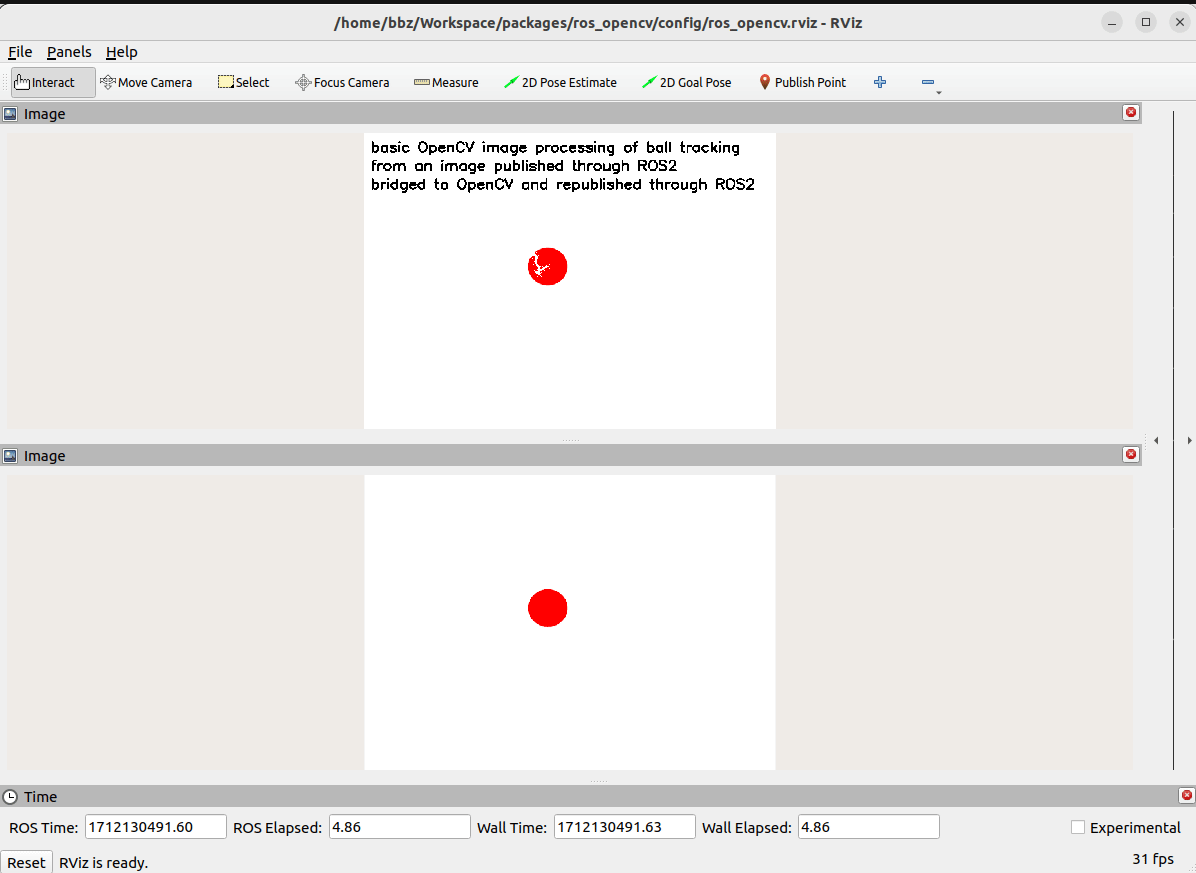 /home/bbz/Workspace/packages/ros_opencv/config/ros_opencv.rviz - RViz
File Panels Help
Interact Move Camera Select Focus Camera Measure 2D Pose Estimate 2D Goal Pose Publish Point
Image
basic OpenCV image processing of ball tracking
from an image published through ROS2
bridged to OpenCV and republished through ROS2
Image
Time
ROS Time: 1712130491.60 ROS Elapsed: 4.86 Wall Time: 1712130491.63 Wall Elapsed: 4.86 Experimental
Reset RViz is ready. 31 fps